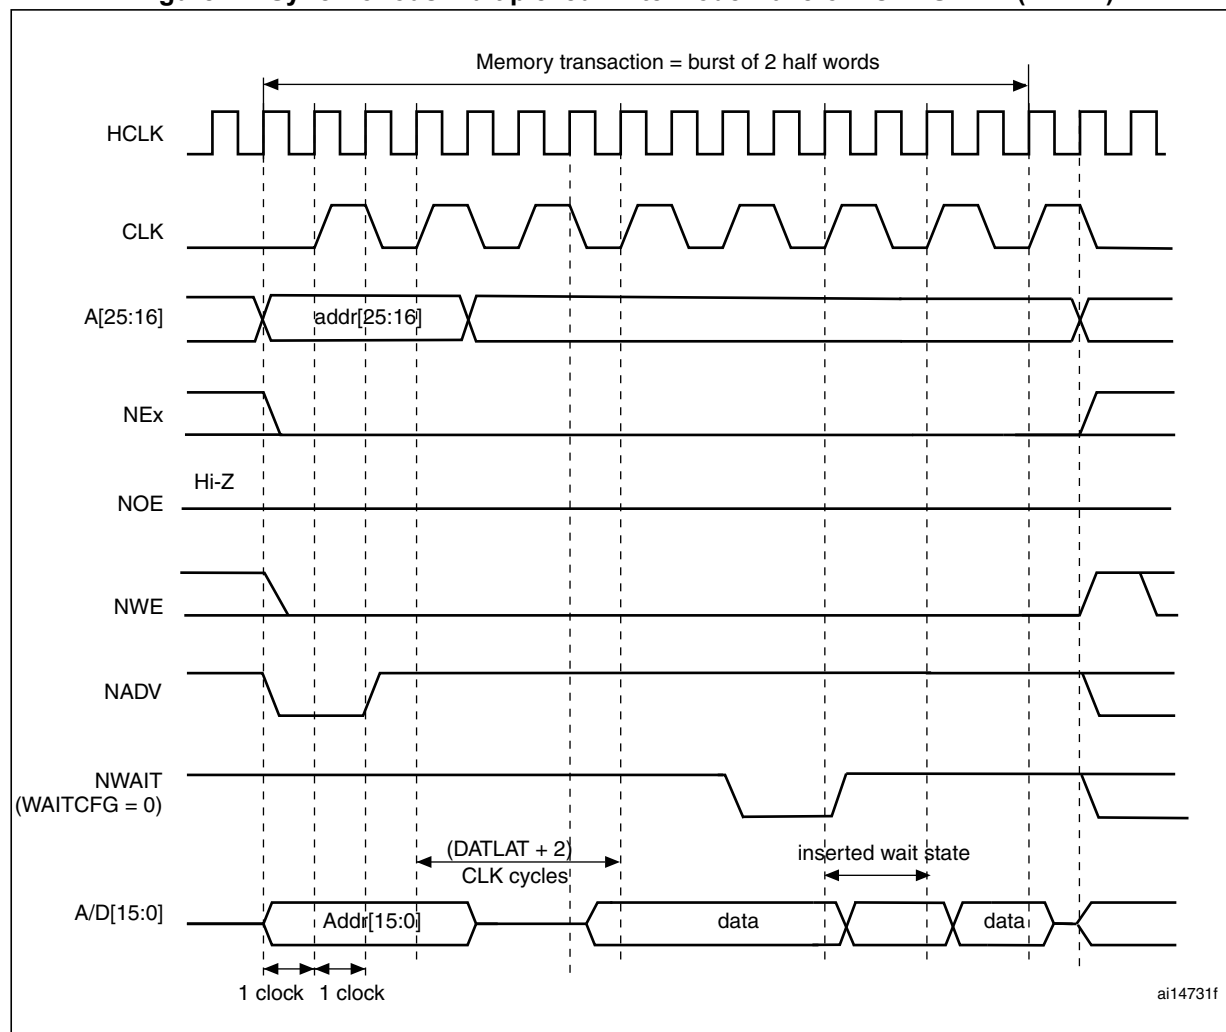 Memory transaction = burst of 2 half words
HCLK
CLK
A[25:16]
addr[25:16]
NEx
Hi-Z
NOE
NWE
NADV
NWAIT
(WAITCFG = 0)
(DATLAT + 2)
CLK cycles
inserted wait state
A/D[15:0]
Addr[15:0]
data
data
1 clock
1 clock
ai14731f